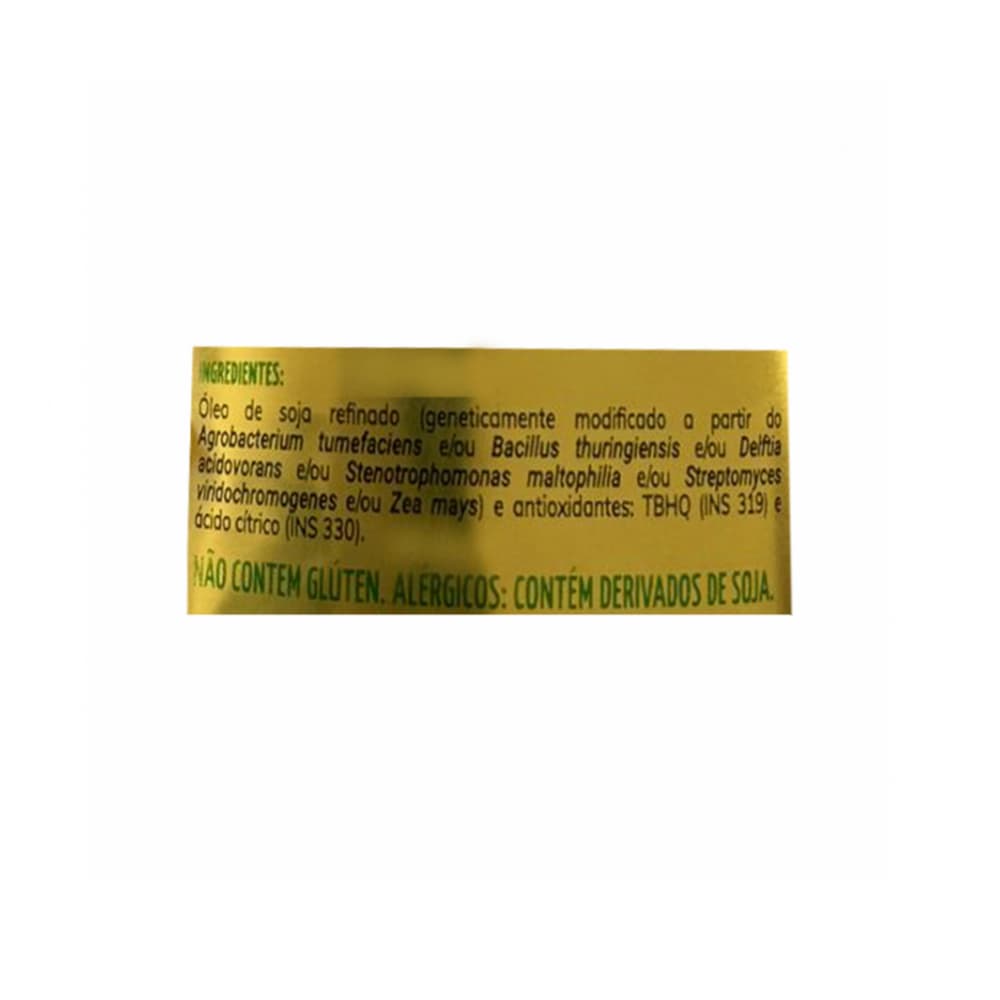 INGREDIENTES:
Óleo de soja refinado (geneticamente modificado a partir do
Agrobacterium tumefaciens e/ou Bacillus thuringiensis e/ou Delftia
acidovorans e/ou Stenotrophomonas maltophilia e/ou Streptomyces
viridochromogenes e/ou Zea mays) e antioxidantes: TBHQ (INS 319) e
ácido cítrico (INS 330).
NÃO CONTEM GLÚTEN. ALÉRGICOS: CONTÉM DERIVADOS DE SOJA.